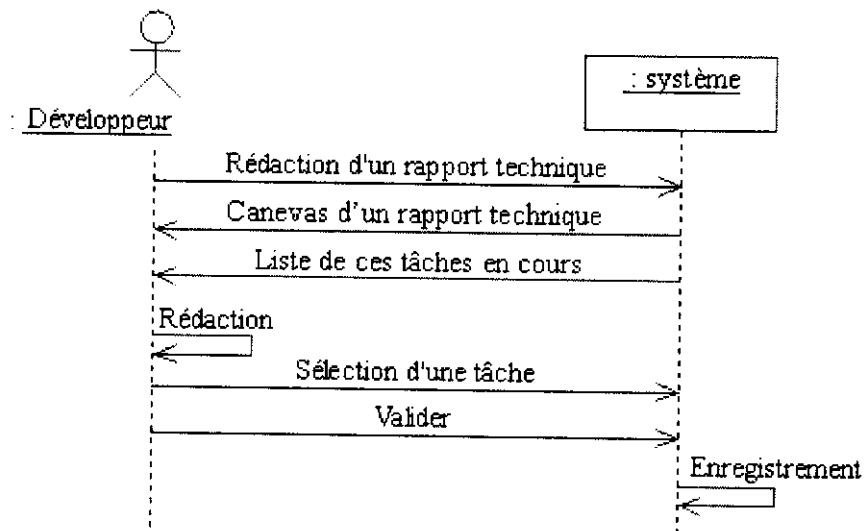 : système
: Développeur
Rédaction d'un rapport technique
Canevas d'un rapport technique
Liste de ces tâches en cours
Rédaction
Sélection d'une tâche
Valider
Enregistrement